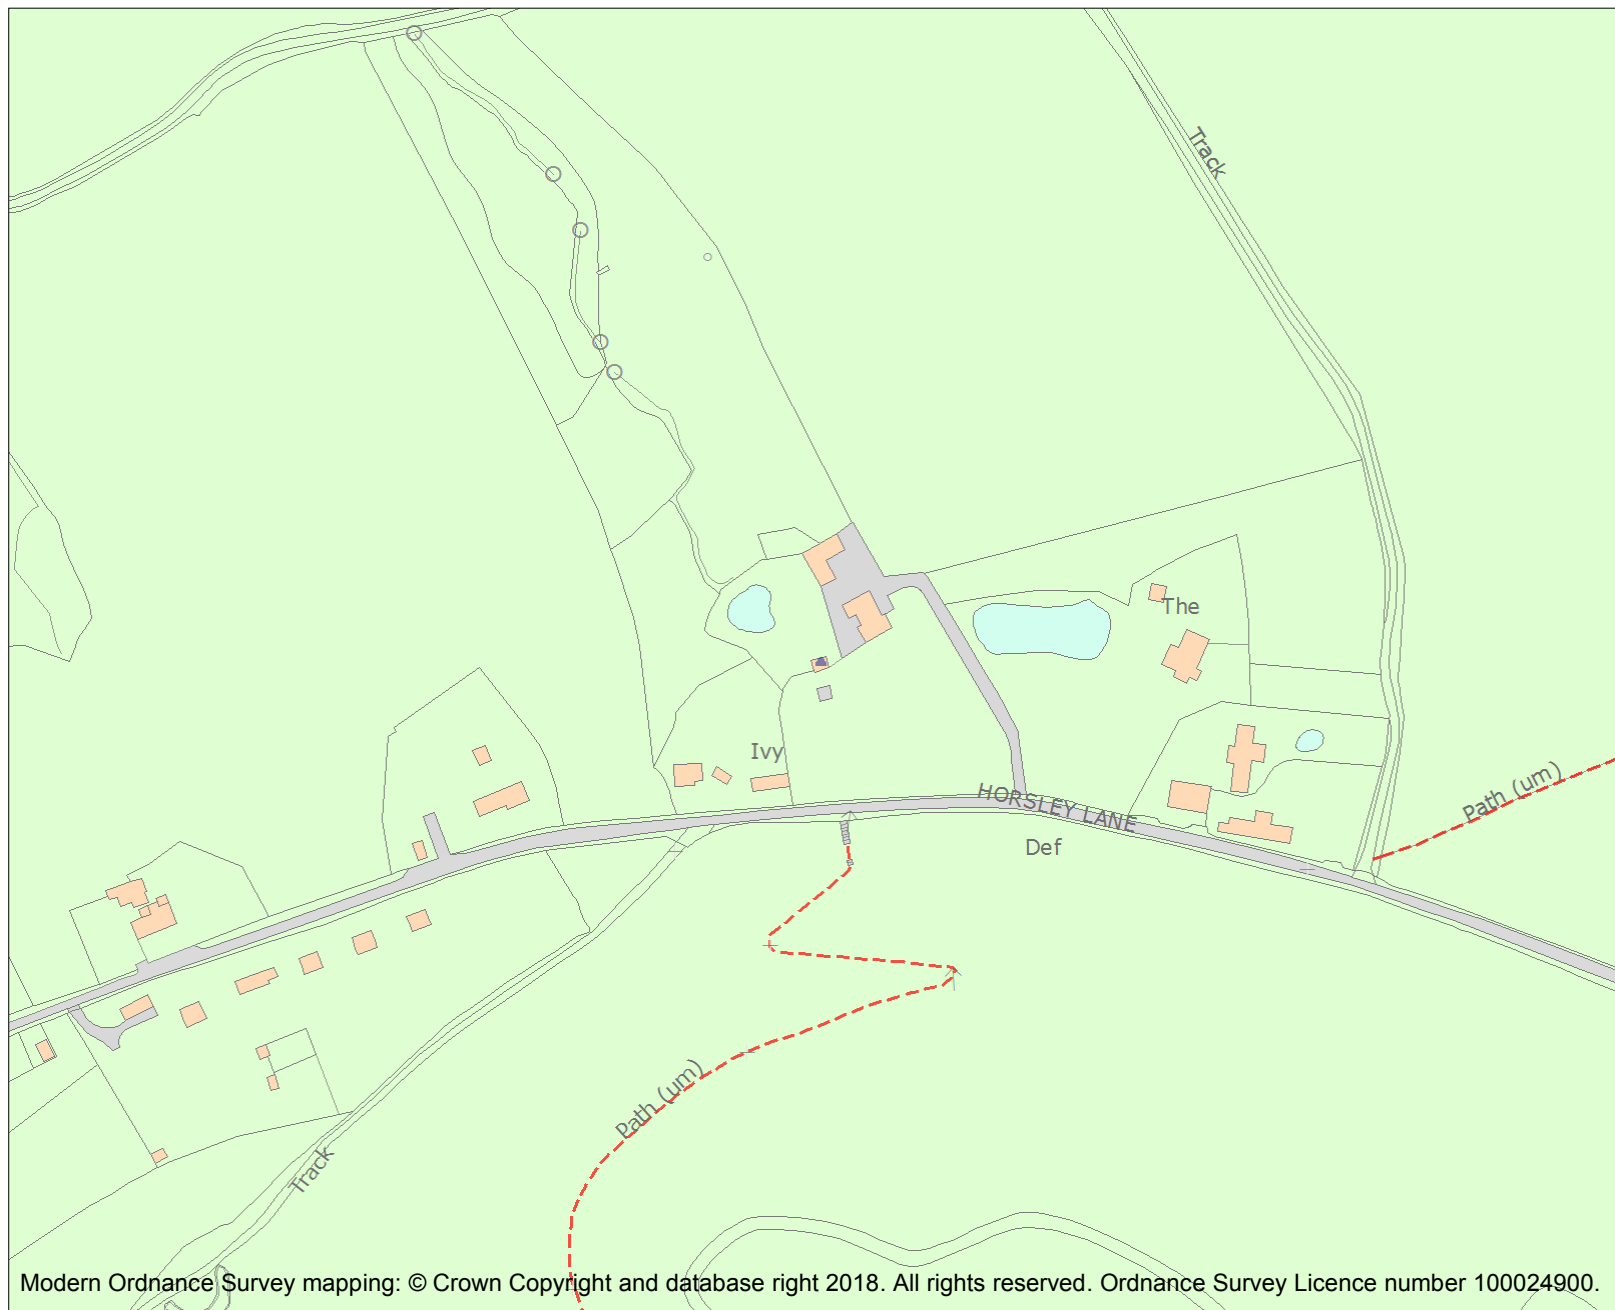 Track
The
Ivy
Path (um)
HORSLEY LANE
Def
Path (um)
Track
Modern Ordnance Survey mapping: © Crown Copyright and database right 2018. All rights reserved. Ordnance Survey Licence number 100024900.